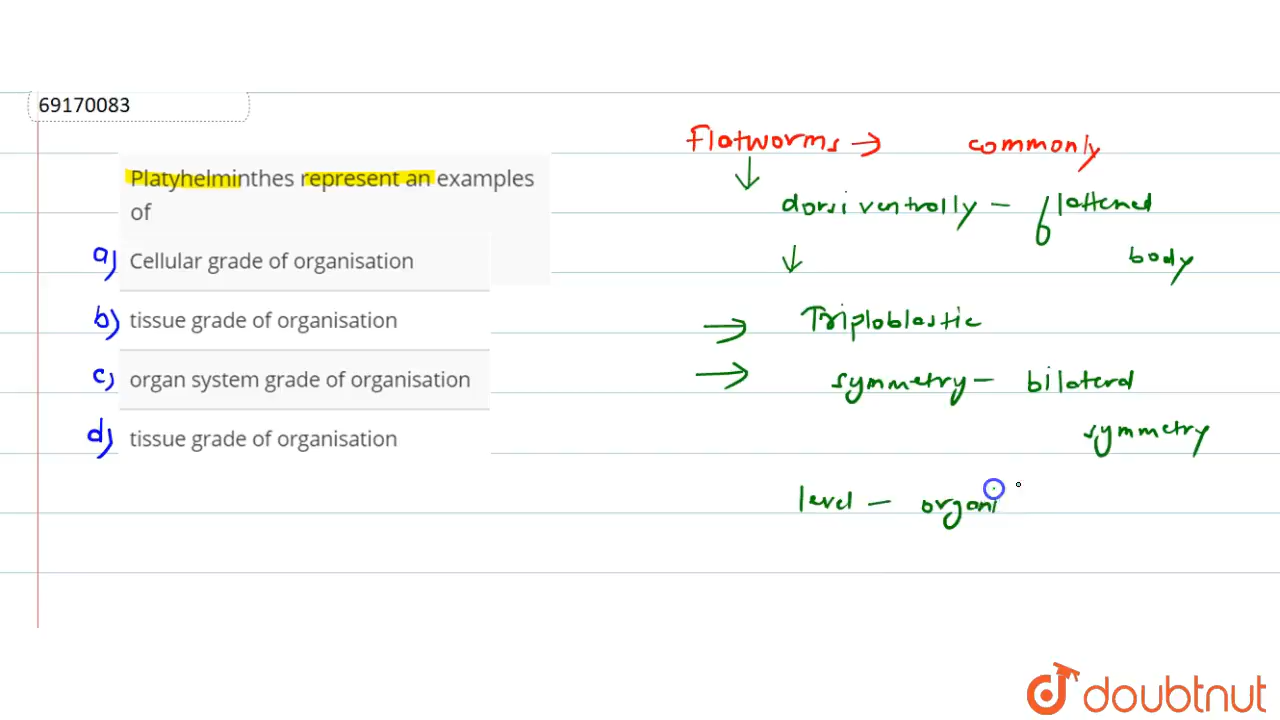 69170083
Platyhelminthes represent an examples
of
a) Cellular grade of organisation
b) tissue grade of organisation
c) organ system grade of organisation
d) tissue grade of organisation
Flatworms → commonly
↓
dorsiventrally – flattened
body
↓
→ Triploblastic
→ symmetry – bilateral
symmetry
level – organi
doubtnut